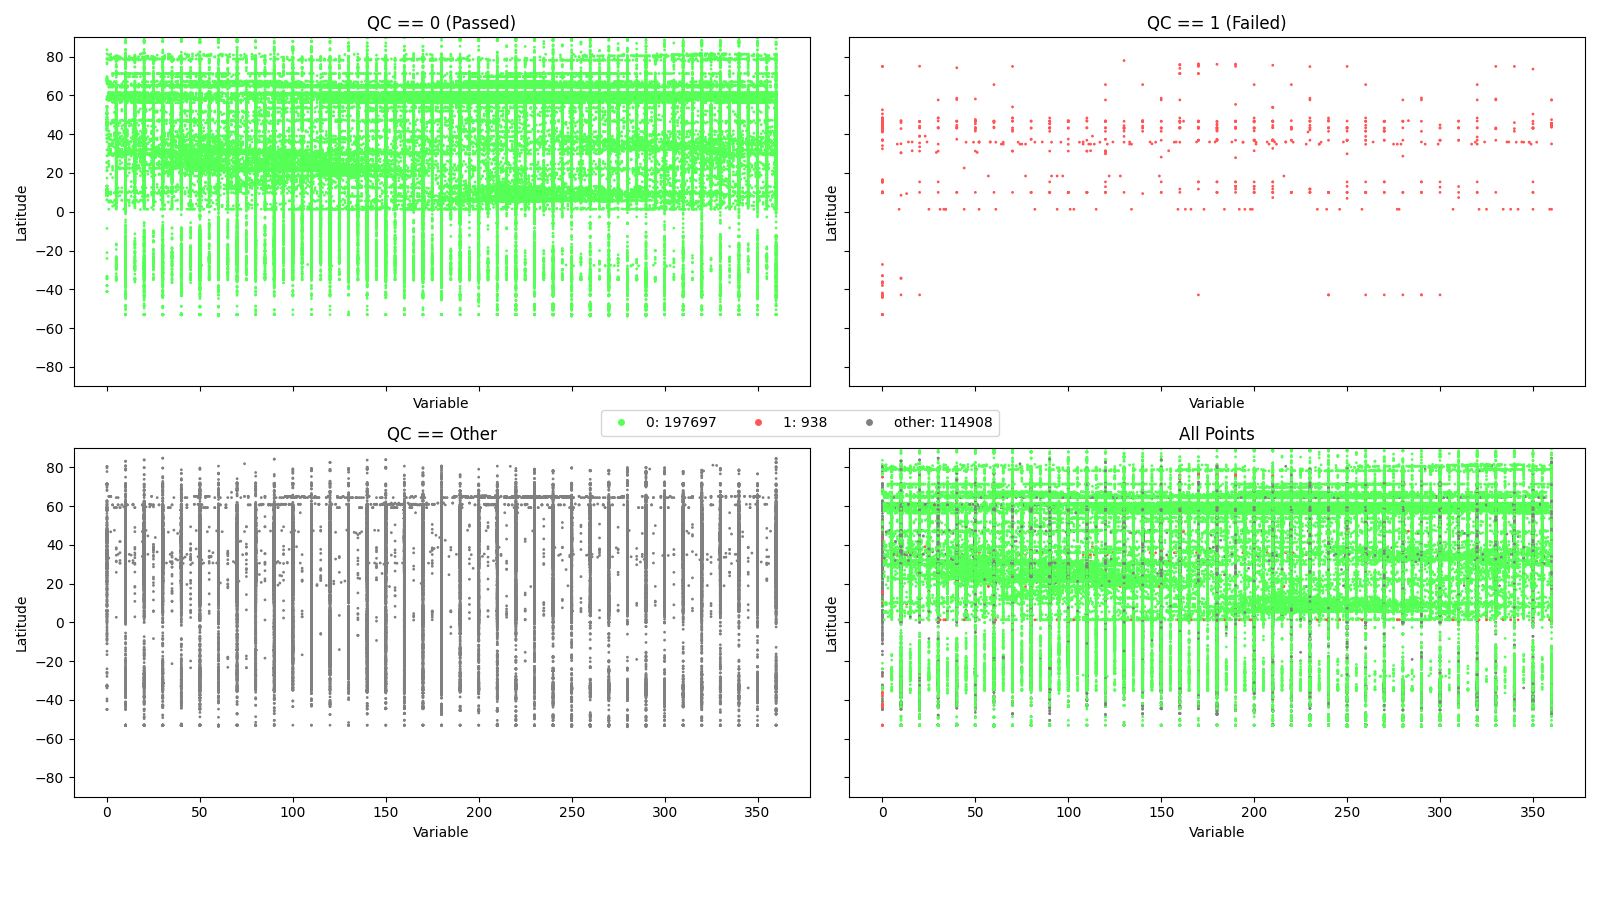 QC == 0 (Passed)
QC == 1 (Failed)
80
60
40
20
0
−20
−40
−60
−80
Latitude
Latitude
Variable
Variable
0: 197697 1: 938 other: 114908
QC == Other
All Points
80
60
40
20
0
−20
−40
−60
−80
Latitude
Latitude
0 50 100 150 200 250 300 350
0 50 100 150 200 250 300 350
Variable
Variable